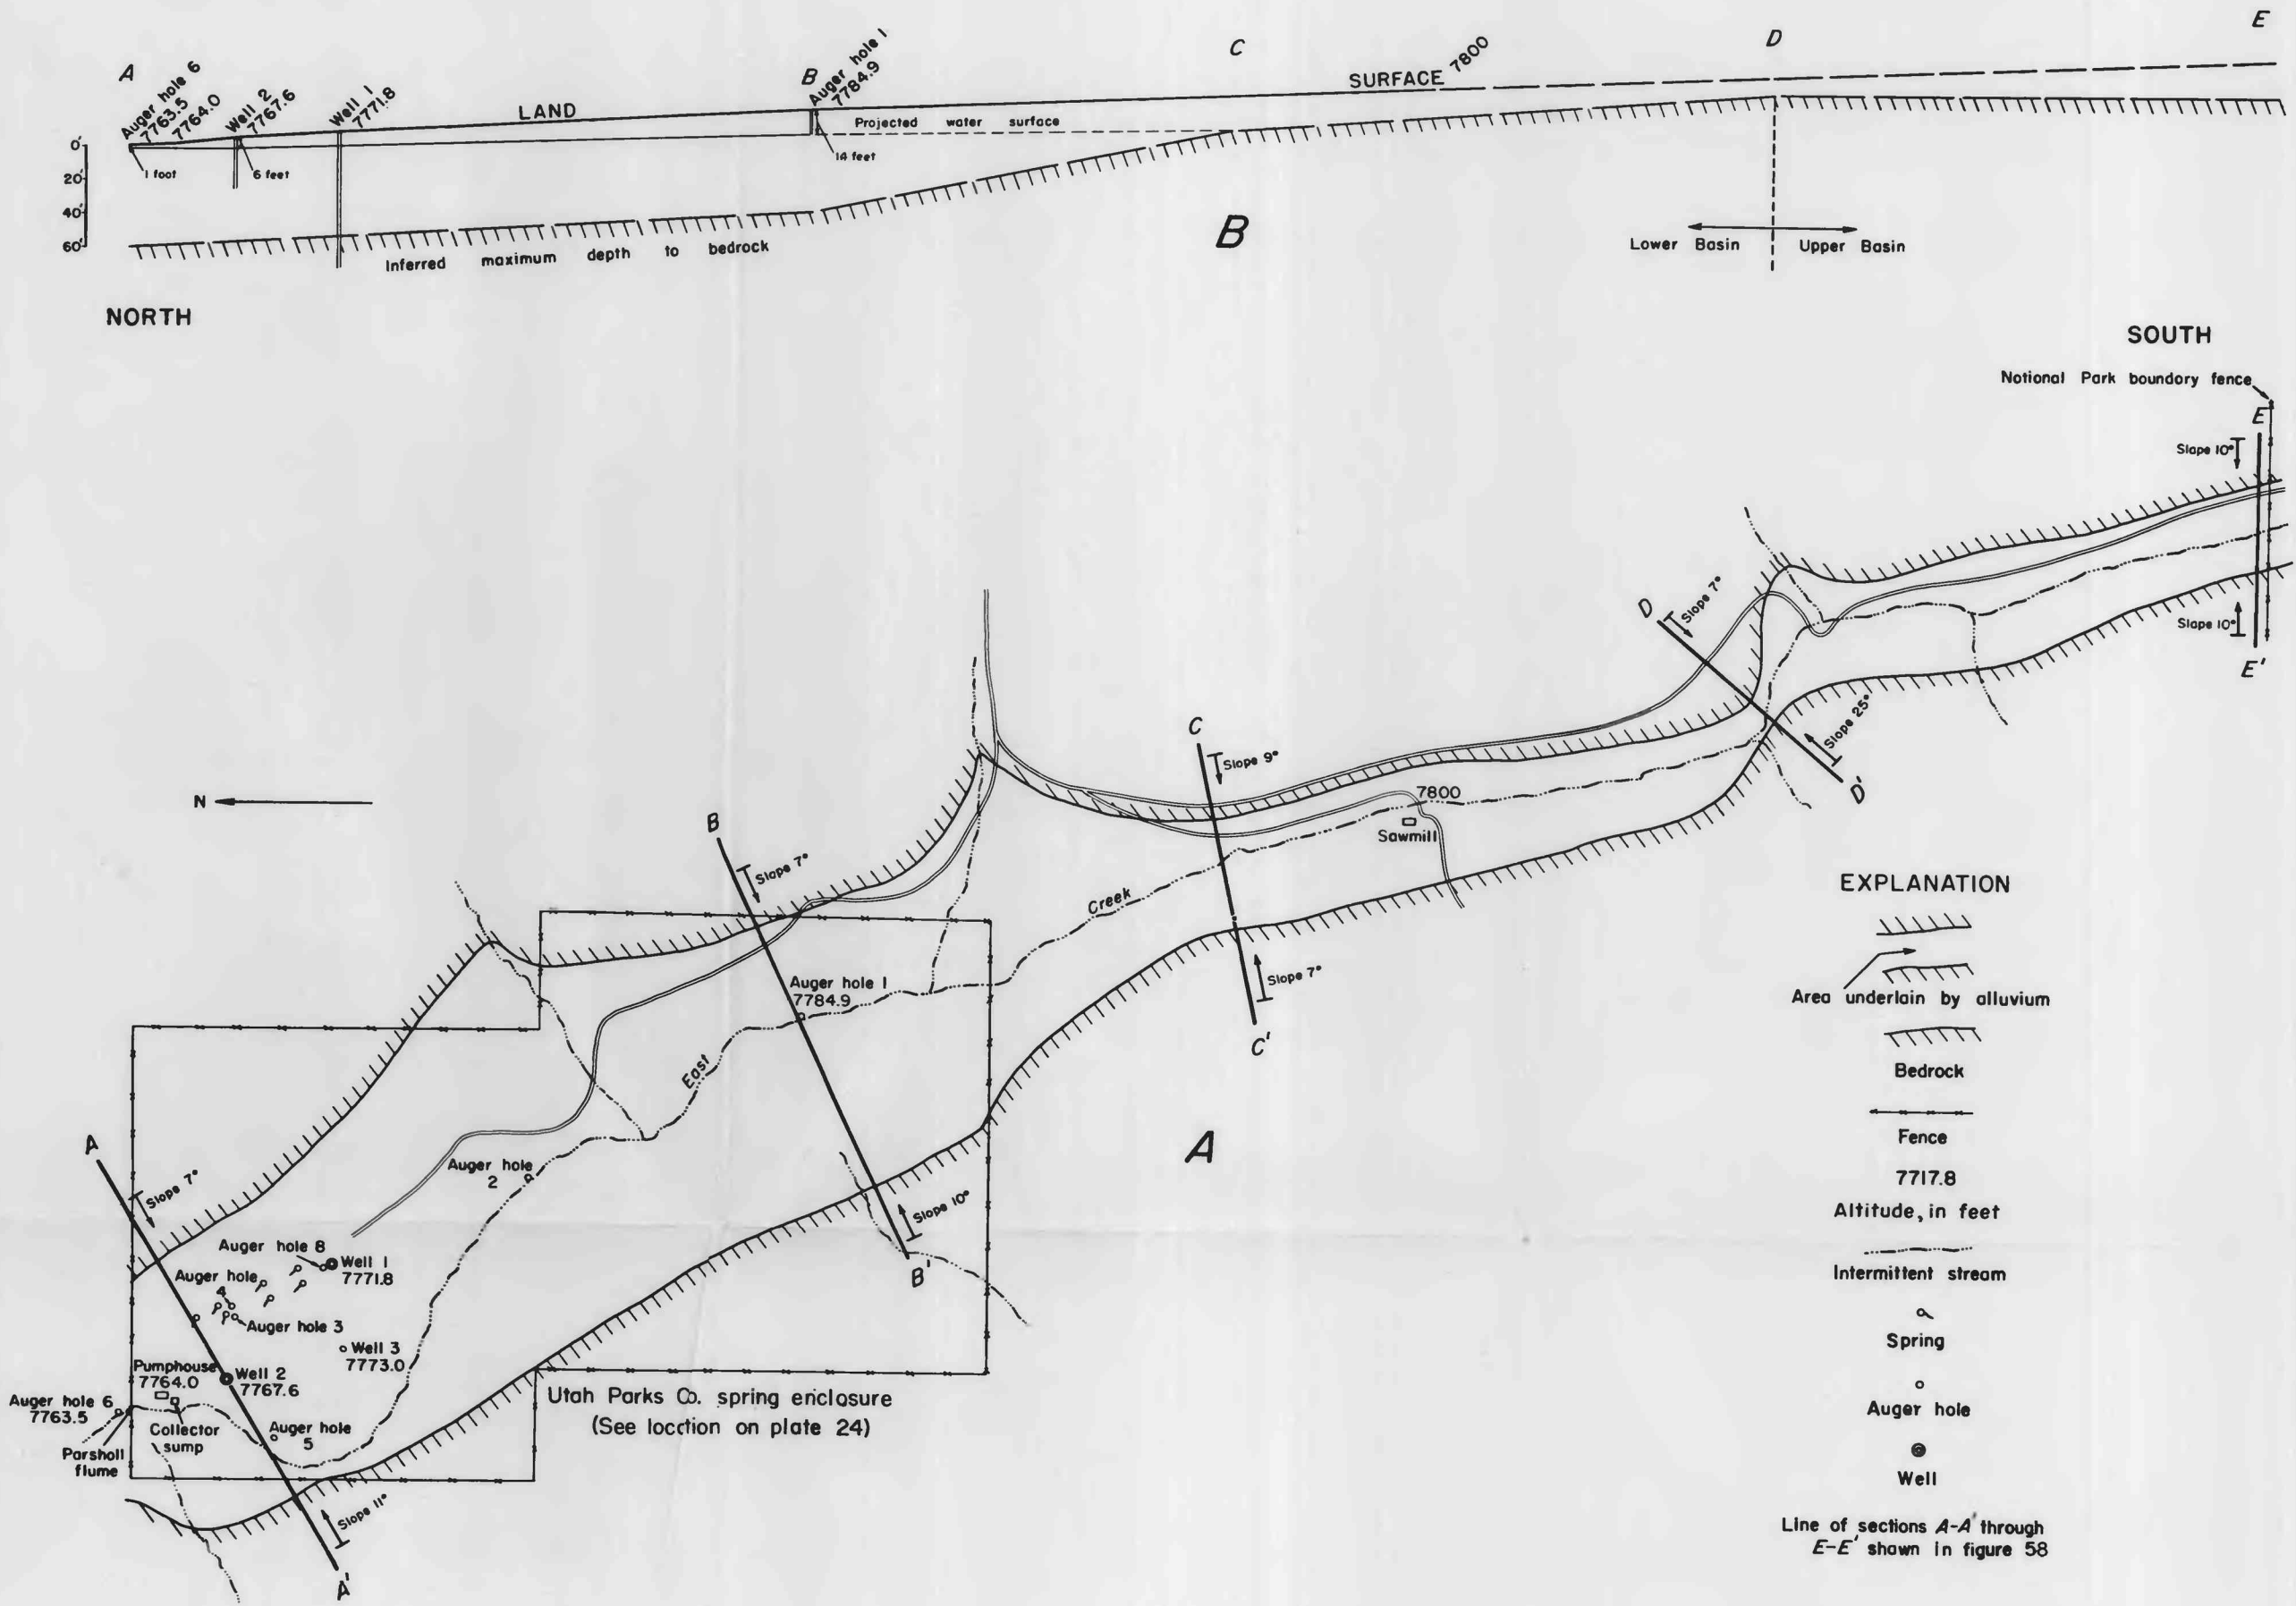 A
B
C
D
E
Auger hole 6
7763.5
7764.0
Well 2
7767.6
Well 1
7771.8
LAND
Auger hole 1
7784.9
SURFACE 7800
Projected water surface
0'
20'
40'
60'
1 foot
6 feet
14 feet
Inferred maximum depth to bedrock
B
Lower Basin
Upper Basin
NORTH
SOUTH
National Park boundary fence
E
Slope 10°
Slope 10°
E'
D
Slope 7°
Slope 25°
D'
C
Slope 9°
7800
Sawmill
Slope 7°
C'
N
B
Slope 7°
Creek
Auger hole 1
7784.9
East
A
Slope 10°
B'
A
Slope 7°
Auger hole
2
Auger hole 8
Well 1
7771.8
Auger hole
4
Auger hole 3
Well 3
7773.0
Pumphouse
7764.0
Well 2
7767.6
Auger hole 6
7763.5
Collector
sump
Auger hole
5
Parshall
flume
Utah Parks Co. spring enclosure
(See location on plate 24)
Slope 11°
A'
EXPLANATION
Area underlain by alluvium
Bedrock
Fence
7717.8
Altitude, in feet
Intermittent stream
Spring
Auger hole
Well
Line of sections A-A' through
E-E' shown in figure 58